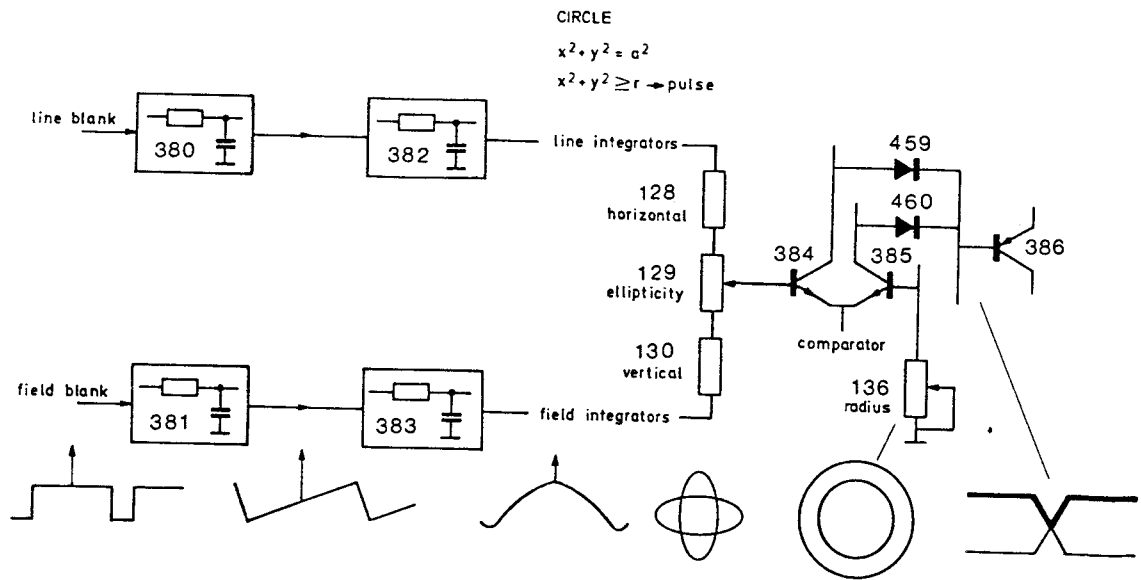 CIRCLE
x² + y² = a²
x² + y² ≥ r → pulse
line blank
380
382
line integrators
128
horizontal
129
ellipticity
130
vertical
459
460
384
385
386
comparator
136
radius
field blank
381
383
field integrators